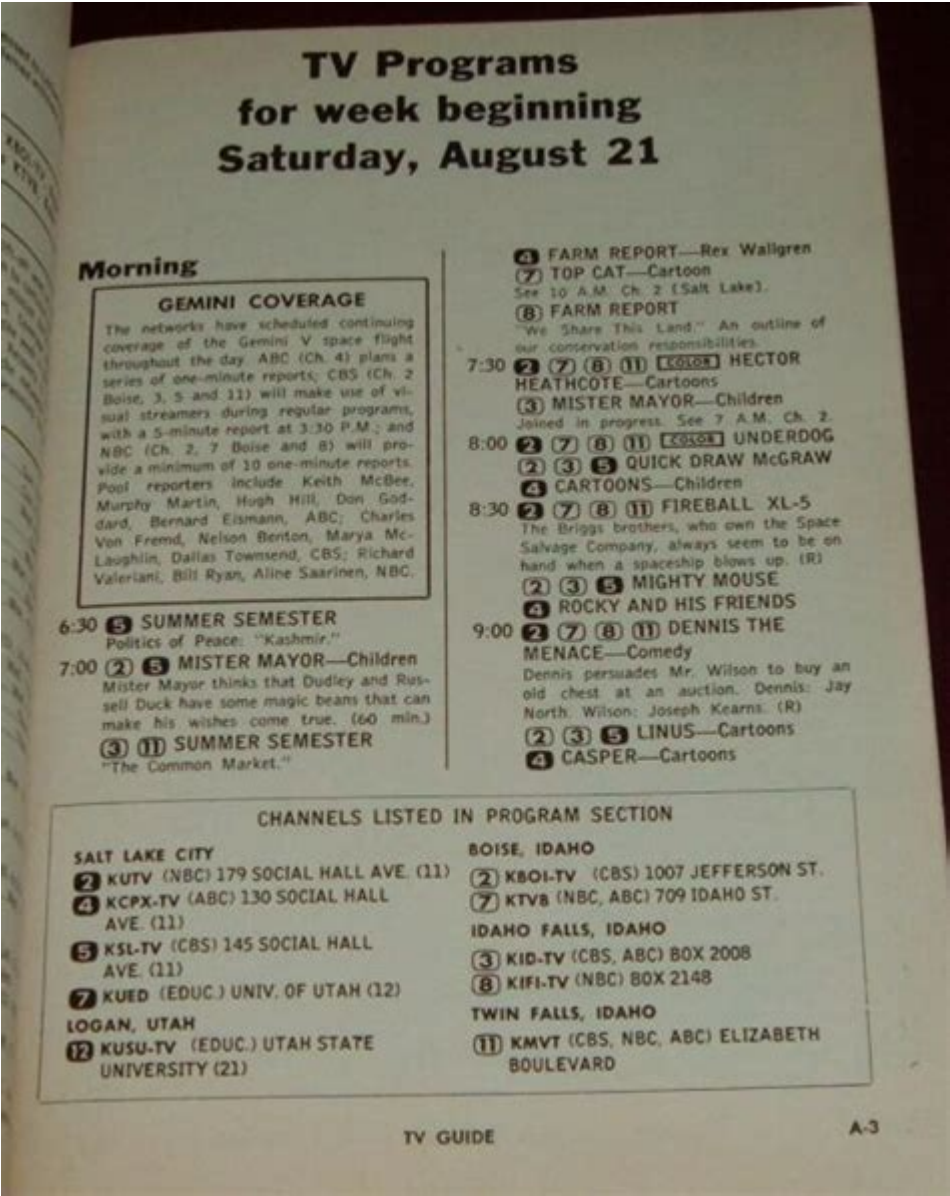 TV Programs
for week beginning
Saturday, August 21
Morning
GEMINI COVERAGE
The networks have scheduled continuing
coverage of the Gemini V space flight
throughout the day. ABC (Ch. 4) plans a
series of one-minute reports; CBS (Ch. 2
Boise, 3, 5 and 11) will make use of vi-
sual streamers during regular programs,
with a 5-minute report at 3:30 P.M.; and
NBC (Ch. 2, 7 Boise and 8) will pro-
vide a minimum of 10 one-minute reports.
Pool reporters include Keith McBee,
Murphy Martin, Hugh Hill, Don God-
dard, Bernard Eismann, ABC; Charles
Von Fremd, Nelson Benton, Marya Mc-
Laughlin, Dallas Townsend, CBS; Richard
Valeriani, Bill Ryan, Aline Saarinen, NBC.
6:30 5 SUMMER SEMESTER
Politics of Peace: "Kashmir."
7:00 2 5 MISTER MAYOR—Children
Mister Mayor thinks that Dudley and Rus-
sell Duck have some magic beans that can
make his wishes come true. (60 min.)
3 11 SUMMER SEMESTER
"The Common Market."
4 FARM REPORT—Rex Wallgren
7 TOP CAT—Cartoon
See 10 A.M. Ch. 2 (Salt Lake).
8 FARM REPORT
"We Share This Land." An outline of
our conservation responsibilities.
7:30 2 7 8 11 COLOR HECTOR
HEATHCOTE—Cartoons
3 MISTER MAYOR—Children
Joined in progress. See 7 A.M. Ch. 2.
8:00 2 7 8 11 COLOR UNDERDOG
2 3 5 QUICK DRAW McGRAW
4 CARTOONS—Children
8:30 2 7 8 11 FIREBALL XL-5
The Briggs brothers, who own the Space
Salvage Company, always seem to be on
hand when a spaceship blows up. (R)
2 3 5 MIGHTY MOUSE
4 ROCKY AND HIS FRIENDS
9:00 2 7 8 11 DENNIS THE
MENACE—Comedy
Dennis persuades Mr. Wilson to buy an
old chest at an auction. Dennis: Jay
North. Wilson: Joseph Kearns. (R)
2 3 5 LINUS—Cartoons
4 CASPER—Cartoons
CHANNELS LISTED IN PROGRAM SECTION
SALT LAKE CITY
2 KUTV (NBC) 179 SOCIAL HALL AVE. (11)
4 KCPX-TV (ABC) 130 SOCIAL HALL
AVE. (11)
5 KSL-TV (CBS) 145 SOCIAL HALL
AVE. (11)
7 KUED (EDUC.) UNIV. OF UTAH (12)
LOGAN, UTAH
12 KUSU-TV (EDUC.) UTAH STATE
UNIVERSITY (21)
BOISE, IDAHO
2 KBOI-TV (CBS) 1007 JEFFERSON ST.
7 KTVB (NBC, ABC) 709 IDAHO ST.
IDAHO FALLS, IDAHO
3 KID-TV (CBS, ABC) BOX 2008
8 KIFI-TV (NBC) BOX 2148
TWIN FALLS, IDAHO
11 KMVT (CBS, NBC, ABC) ELIZABETH
BOULEVARD
TV GUIDE
A-3